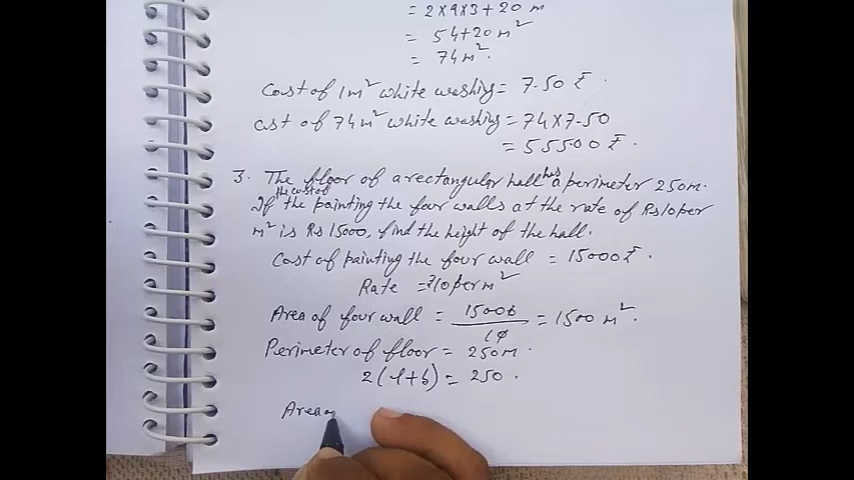 = 2×9×3+20 m
= 54+20 m²
= 74m².
Cost of 1m² white washing = 7.50 ₹.
cost of 74m² white washing = 74×7.50
= 55500 ₹.
3. The floor of a rectangular hall has a perimeter 250m.
If the cost of the painting the four walls at the rate of Rs10per
m² is Rs 15000, find the height of the hall.
Cost of painting the four wall = 15000₹.
Rate = ₹10 per m²
Area of four wall = 15000/10 = 1500 m².
Perimeter of floor = 250m.
2(l+b) = 250.
Area